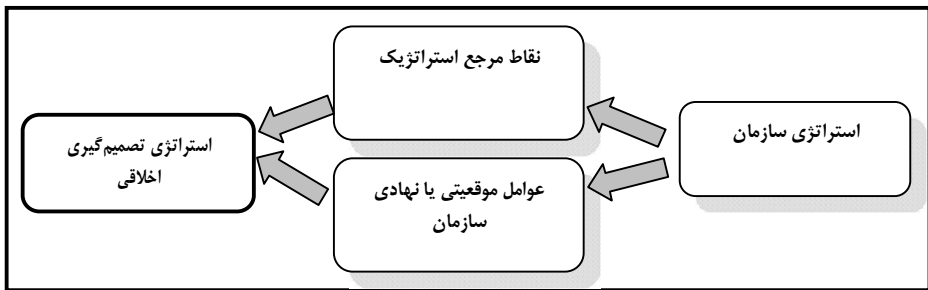 استراتژی سازمان
نقاط مرجع استراتژیک
عوامل موقعیتی یا نهادی
سازمان
استراتژی تصمیم‌گیری
اخلاقی